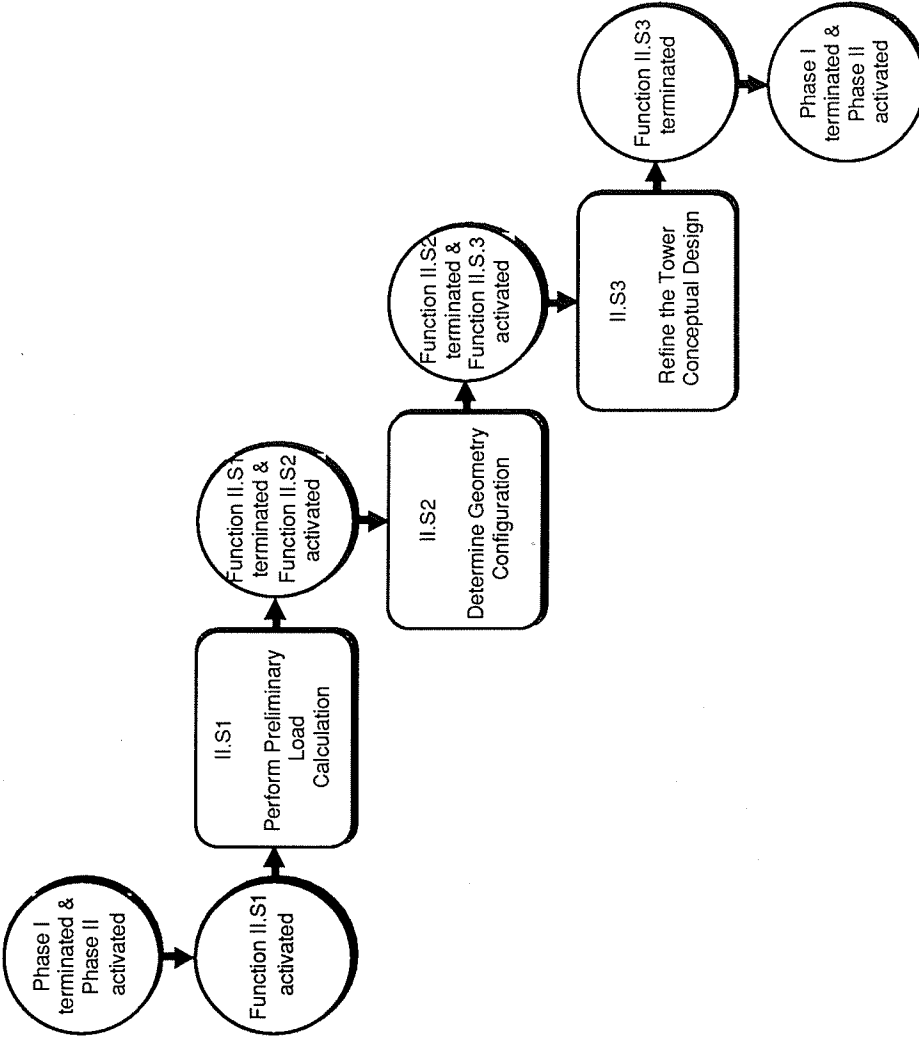 Phase I
terminated &
Phase II
activated
Function II.S1
activated
II.S1
Perform Preliminary
Load
Calculation
Function II.S1
terminated &
Function II.S2
activated
II.S2
Determine Geometry
Configuration
Function II.S2
terminated &
Function II.S.3
activated
II.S3
Refine the Tower
Conceptual Design
Function II.S3
terminated
Phase I
terminated &
Phase II
activated